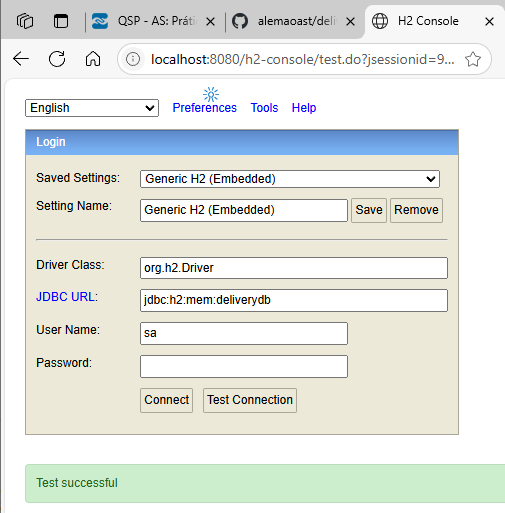 QSP - AS: Práti
alemaoast/deli
H2 Console
localhost:8080/h2-console/test.do?jsessionid=9...
English Preferences Tools Help
Login
Saved Settings: Generic H2 (Embedded)
Setting Name: Generic H2 (Embedded) Save Remove
Driver Class: org.h2.Driver
JDBC URL: jdbc:h2:mem:deliverydb
User Name: sa
Password:
Connect Test Connection
Test successful